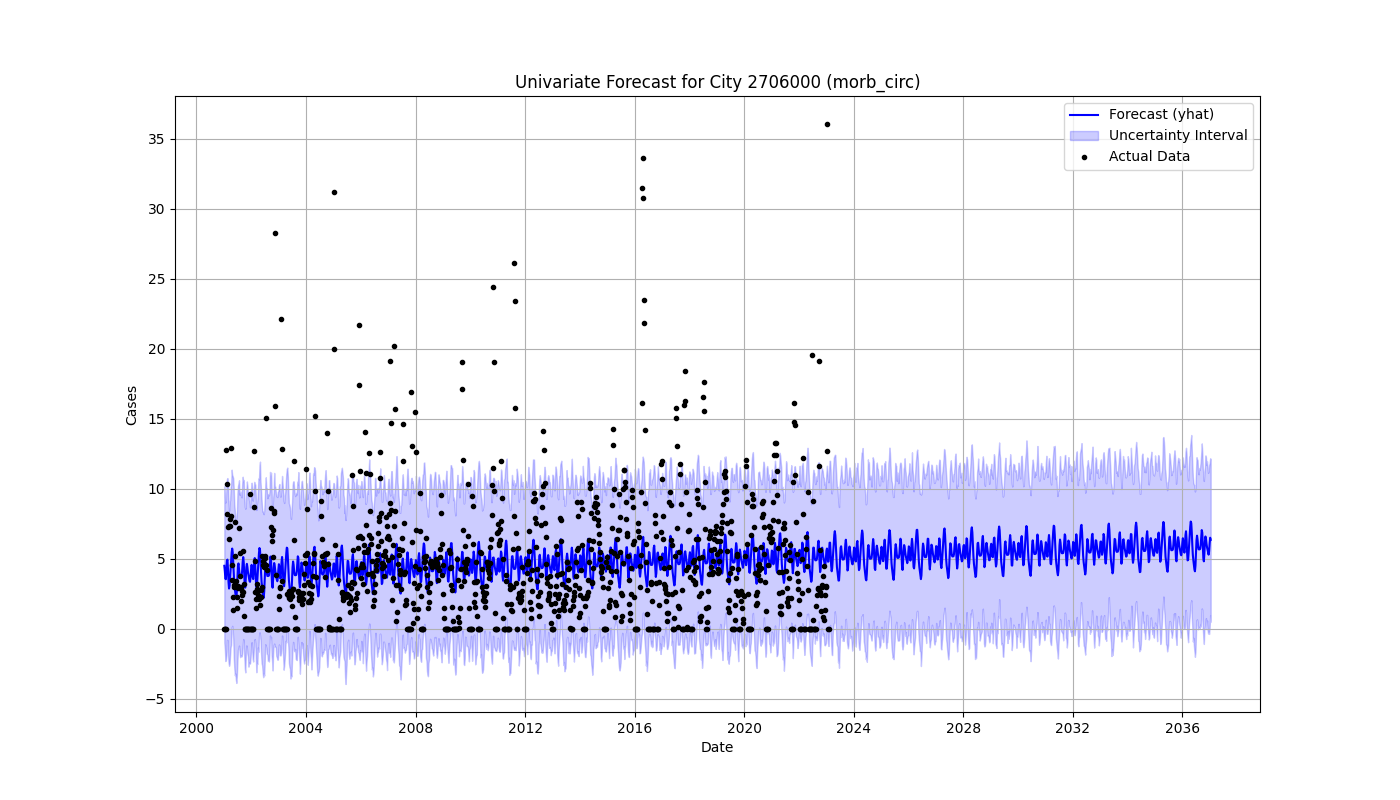 Univariate Forecast for City 2706000 (morb_circ)
Forecast (yhat)
Uncertainty Interval
Actual Data
Cases
35
30
25
20
15
10
5
0
−5
2000 2004 2008 2012 2016 2020 2024 2028 2032 2036
Date